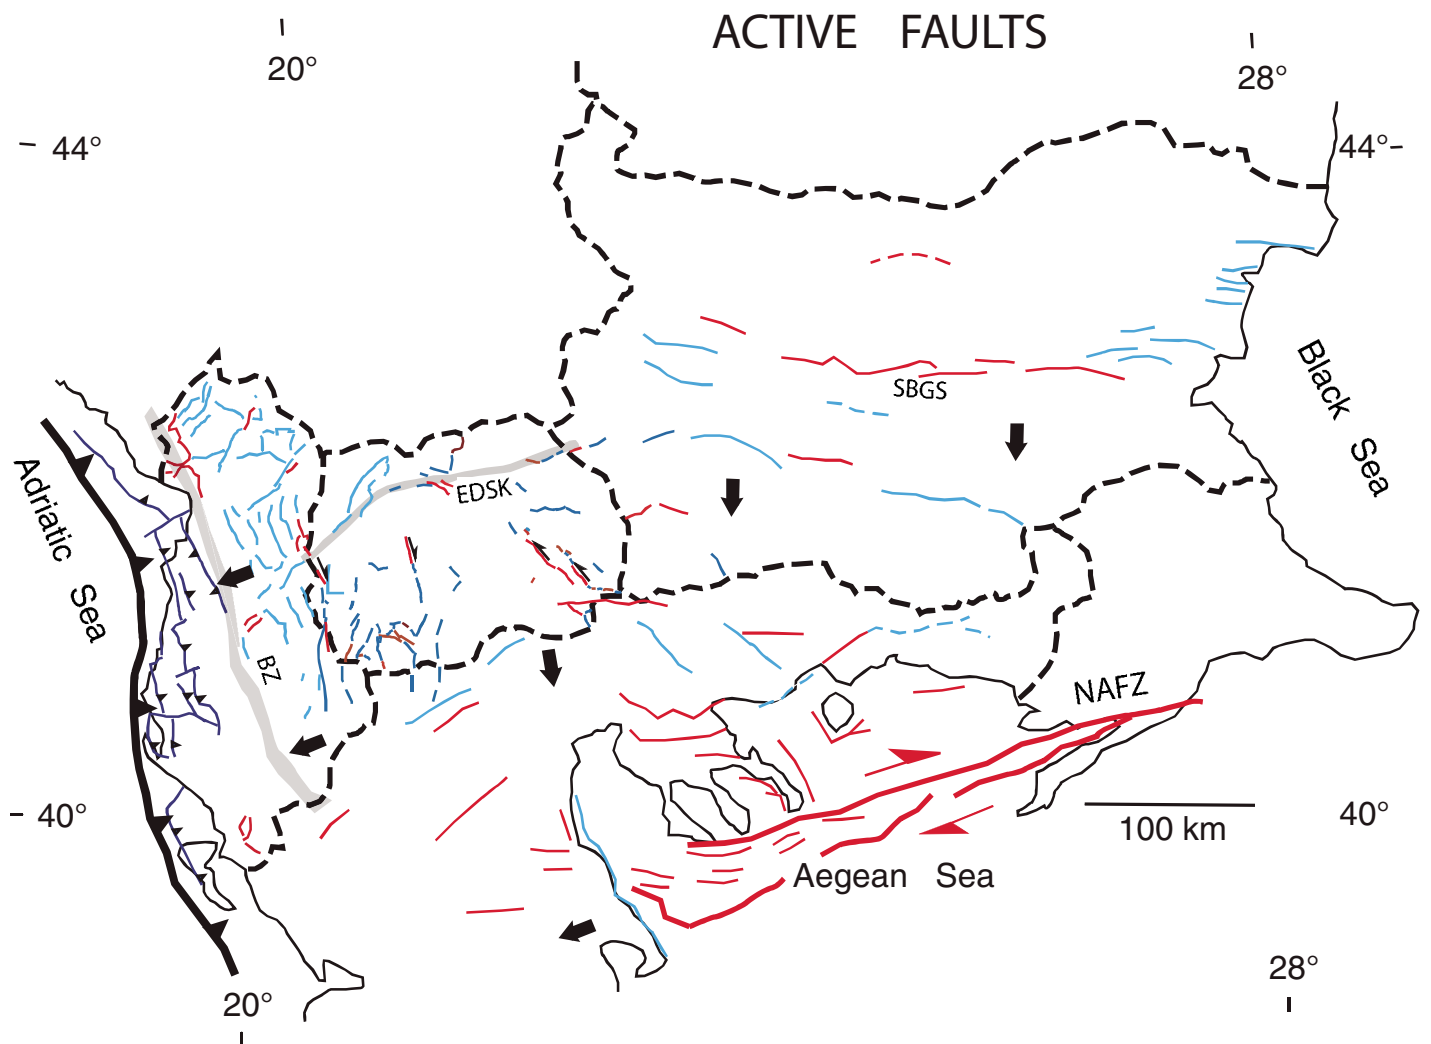 ACTIVE FAULTS
20°
28°
44°
44°
SBGS
Black Sea
EDSK
Adriatic Sea
BZ
NAFZ
40°
100 km
40°
Aegean Sea
28°
20°